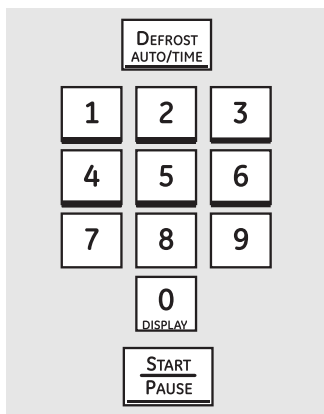 DEFROST
AUTO/TIME
1 2 3
4 5 6
7 8 9
0
DISPLAY
START
PAUSE